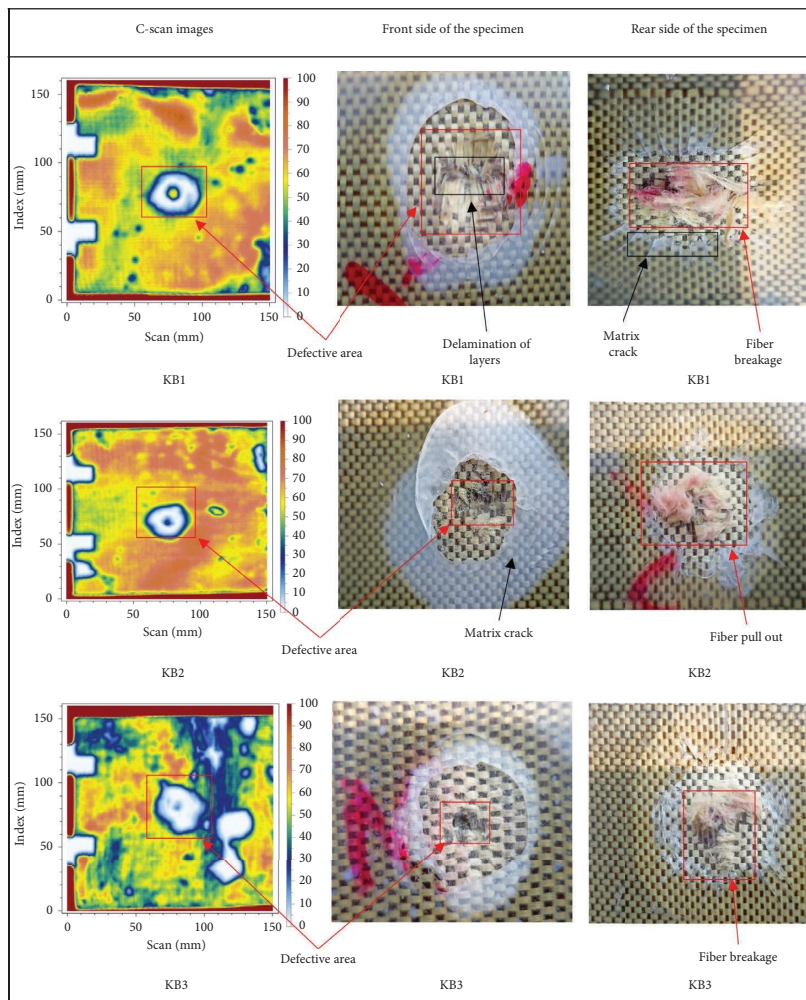 C-scan images
Front side of the specimen
Rear side of the specimen
Index (mm)
150
100
50
0
0
50
100
150
Scan (mm)
100
90
80
70
60
50
40
30
20
10
0
Defective area
Delamination of
layers
Matrix
crack
Fiber
breakage
KB1
KB1
KB1
Index (mm)
150
100
50
0
0
50
100
150
Scan (mm)
100
90
80
70
60
50
40
30
20
10
0
Defective area
Matrix crack
Fiber pull out
KB2
KB2
KB2
Index (mm)
150
100
50
0
0
50
100
150
Scan (mm)
100
90
80
70
60
50
40
30
20
10
0
Defective area
Fiber breakage
KB3
KB3
KB3